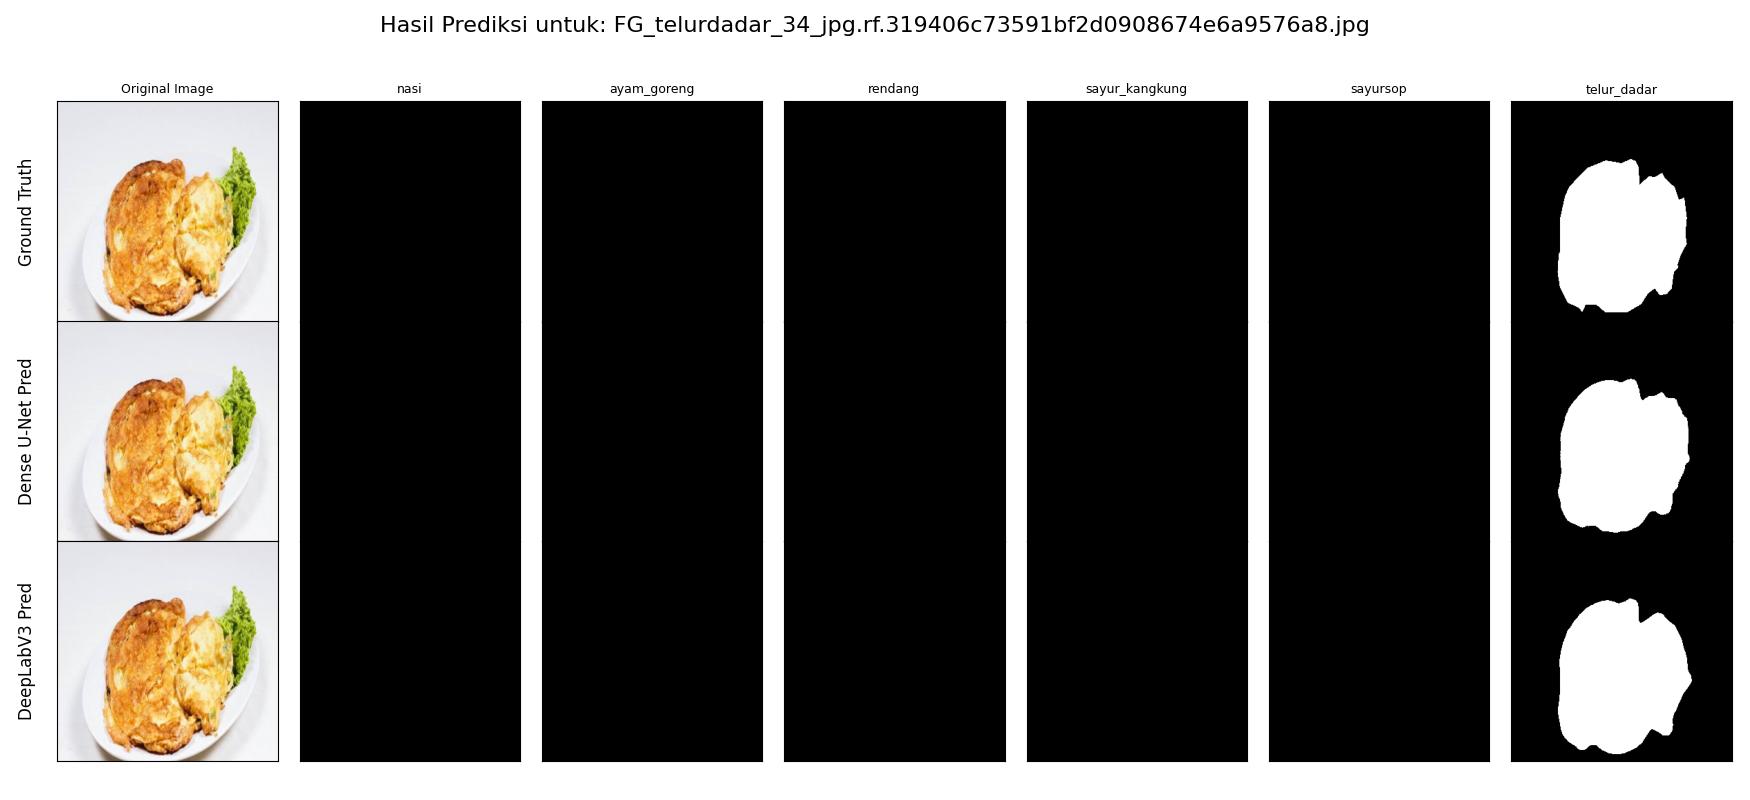 Hasil Prediksi untuk: FG_telurdadar_34_jpg.rf.319406c73591bf2d0908674e6a9576a8.jpg
Original Image
nasi
ayam_goreng
rendang
sayur_kangkung
sayursop
telur_dadar
Ground Truth
Dense U-Net Pred
DeepLabV3 Pred